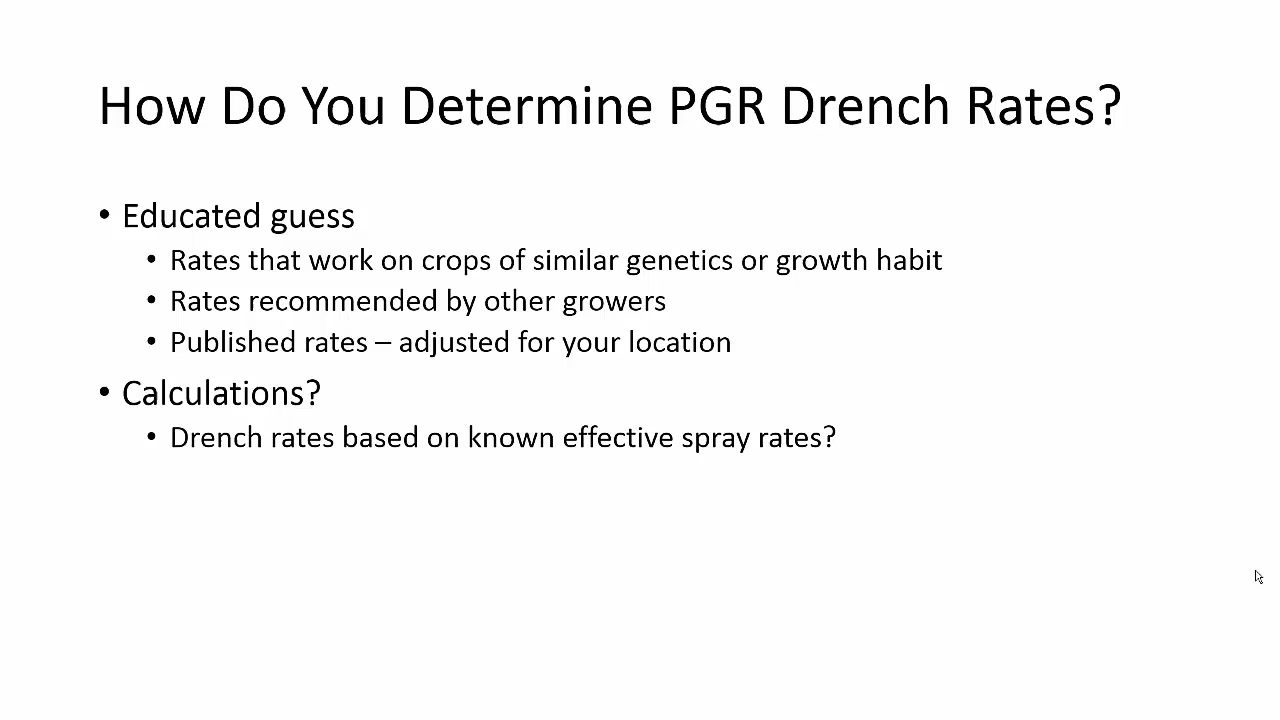 How Do You Determine PGR Drench Rates?
• Educated guess
• Rates that work on crops of similar genetics or growth habit
• Rates recommended by other growers
• Published rates – adjusted for your location
• Calculations?
• Drench rates based on known effective spray rates?